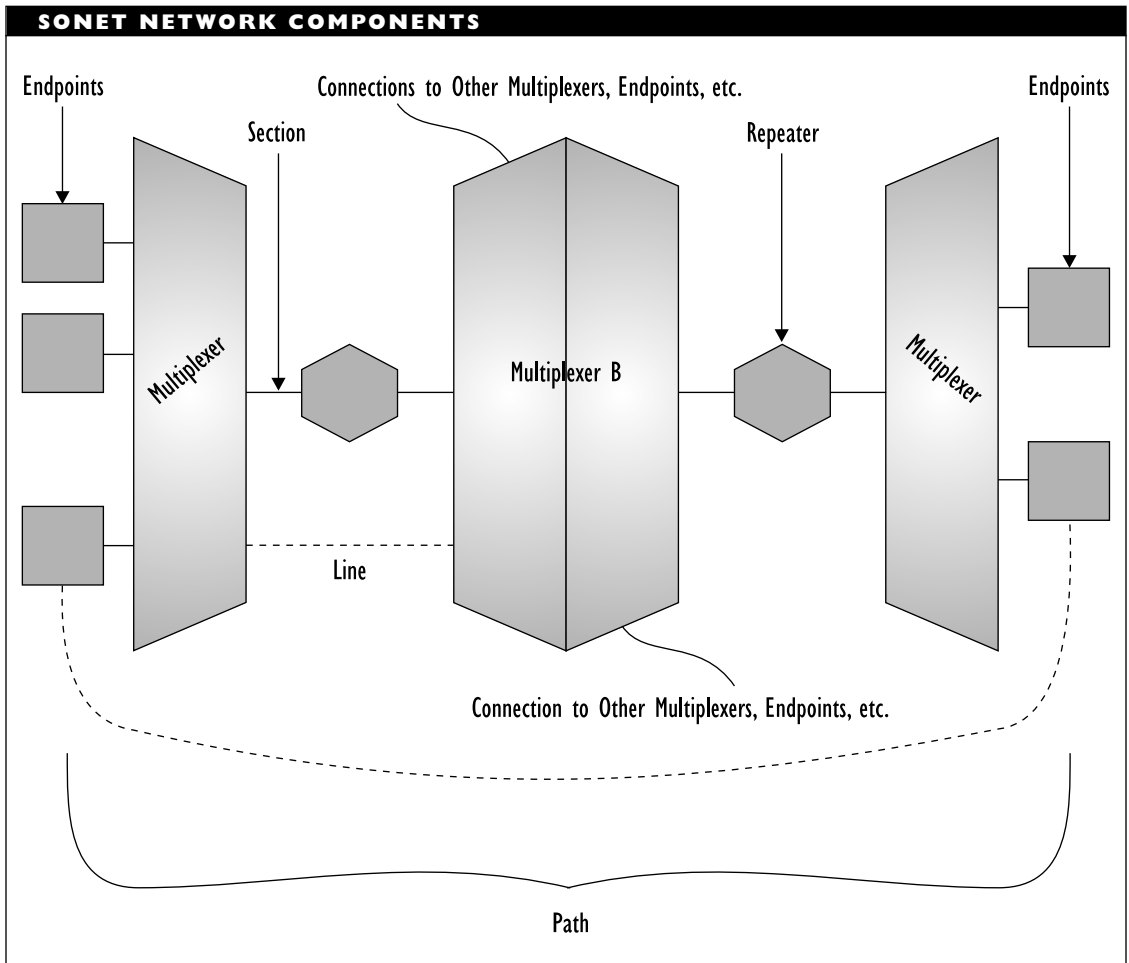 SONET NETWORK COMPONENTS
Endpoints
Connections to Other Multiplexers, Endpoints, etc.
Endpoints
Section
Repeater
Multiplexer
Multiplexer B
Multiplexer
Line
Connection to Other Multiplexers, Endpoints, etc.
Path